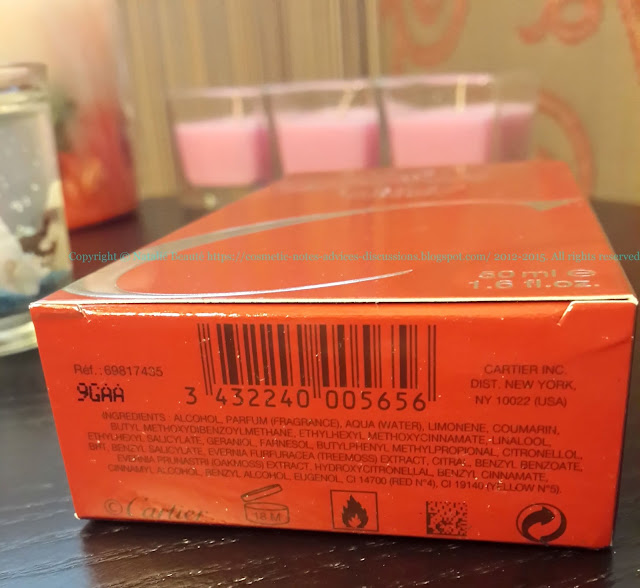 50 ml e
1.6 fl.oz.
Réf.: 69817435
9GAA
3 432240 005656
CARTIER INC.
DIST. NEW YORK,
NY 10022 (USA)
INGREDIENTS: ALCOHOL, PARFUM (FRAGRANCE), AQUA (WATER), LIMONENE, COUMARIN,
BUTYL METHOXYDIBENZOYLMETHANE, ETHYLHEXYL METHOXYCINNAMATE, LINALOOL,
ETHYLHEXYL SALICYLATE, GERANIOL, FARNESOL, BUTYLPHENYL METHYLPROPIONAL, CITRONELLOL,
BHT, BENZYL SALICYLATE, EVERNIA FURFURACEA (TREEMOSS) EXTRACT, CITRAL, BENZYL BENZOATE,
EVERNIA PRUNASTRI (OAKMOSS) EXTRACT, HYDROXYCITRONELLAL, BENZYL CINNAMATE,
CINNAMYL ALCOHOL, BENZYL ALCOHOL, EUGENOL, CI 14700 (RED N°4), CI 19140 (YELLOW N°5).
© Cartier
18 M
Copyright © Beaute https://cosmetic-notes-advices-discussions.blogspot.com/ 2012-2015. All rights reserved